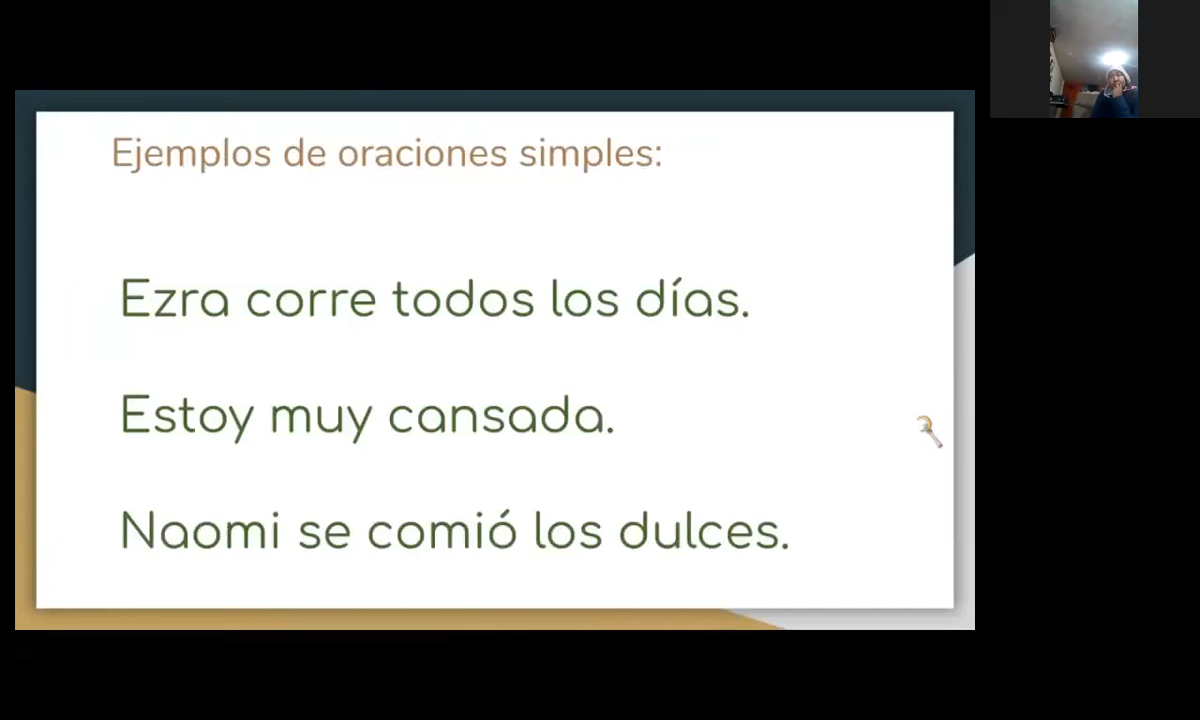 Ejemplos de oraciones simples:
Ezra corre todos los días.
Estoy muy cansada.
Naomi se comió los dulces.